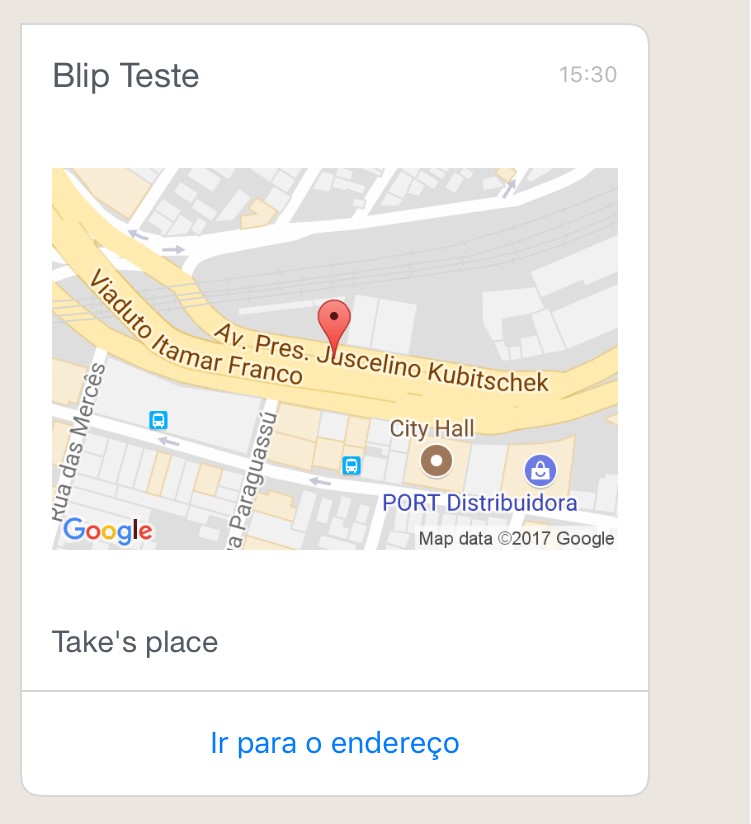 Blip Teste
15:30
Viaduto Itamar Franco
Av. Pres. Juscelino Kubitschek
Rua das Mercês
a Paraguassú
City Hall
PORT Distribuidora
Google
Map data ©2017 Google
Take's place
Ir para o endereço